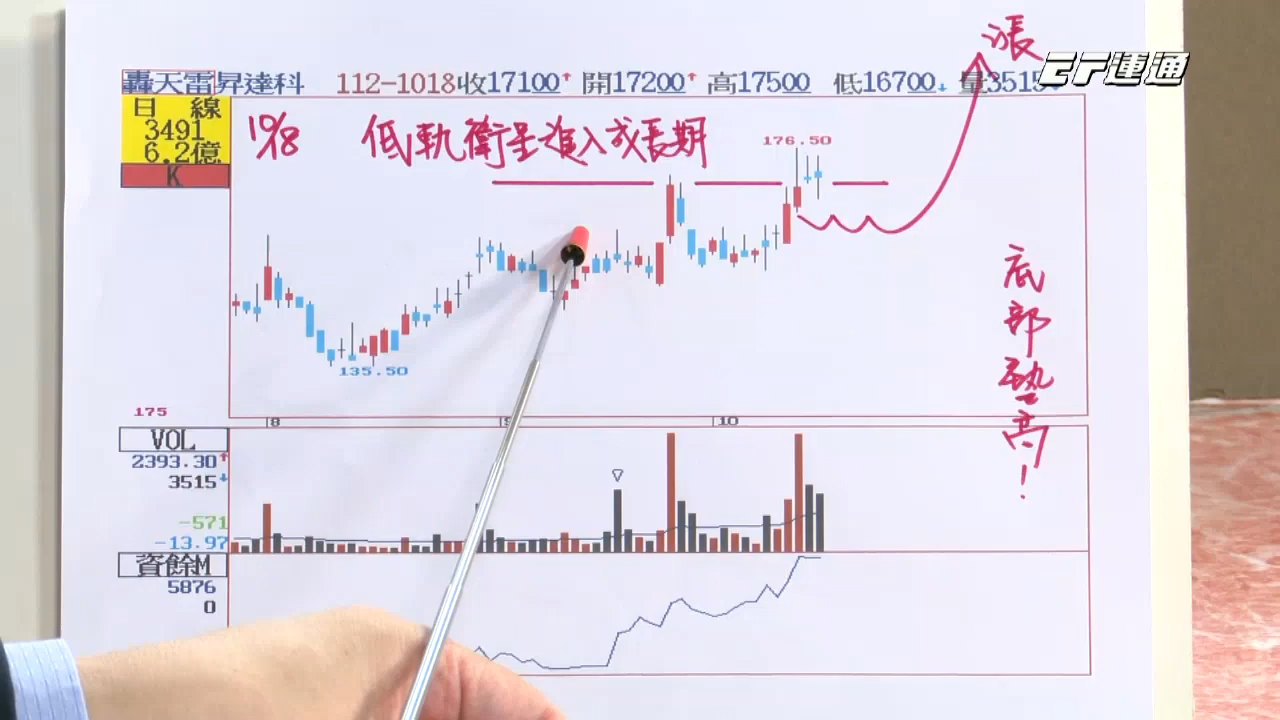 漲
運通
轟天雷昇達科 112-1018收17100↑ 開17200↑ 高17500 低16700↓ 量3515↓
日線
3491
6.2億
K
10/18 低軌衛星進入成長期
176.50
135.50
底部墊高!
175
8 9 10
VOL
2393.30↑
3515↓
-571
-13.97
資餘M
5876
0